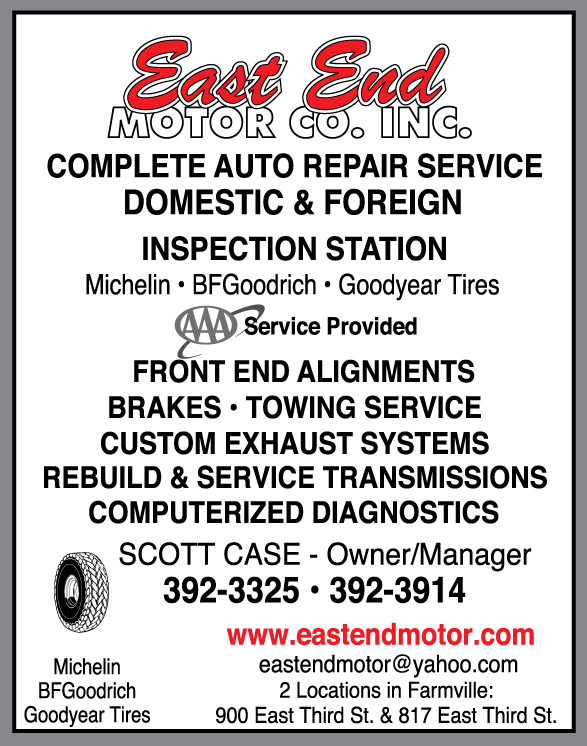 East End
MOTOR CO. INC.
COMPLETE AUTO REPAIR SERVICE
DOMESTIC & FOREIGN
INSPECTION STATION
Michelin • BFGoodrich • Goodyear Tires
AAA Service Provided
FRONT END ALIGNMENTS
BRAKES • TOWING SERVICE
CUSTOM EXHAUST SYSTEMS
REBUILD & SERVICE TRANSMISSIONS
COMPUTERIZED DIAGNOSTICS
SCOTT CASE - Owner/Manager
392-3325 • 392-3914
www.eastendmotor.com
eastendmotor@yahoo.com
2 Locations in Farmville:
900 East Third St. & 817 East Third St.
Michelin
BFGoodrich
Goodyear Tires